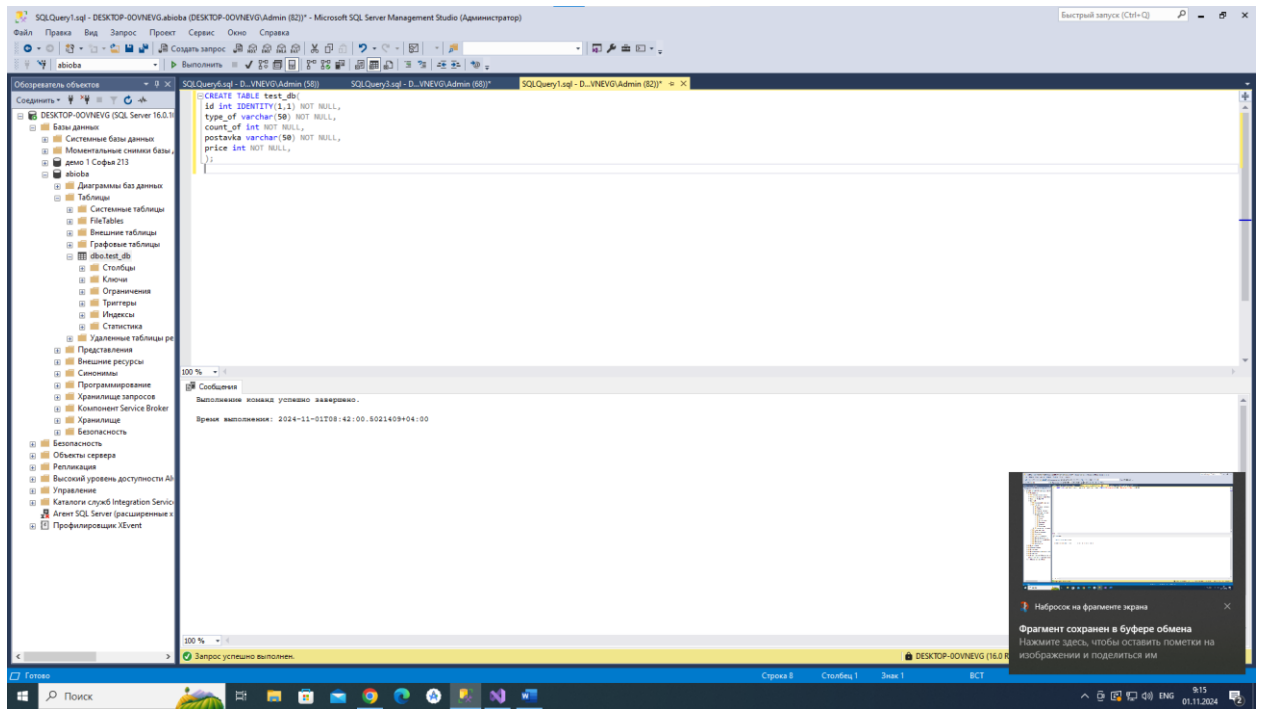 SQLQuery1.sql - DESKTOP-0OVNEVG.abioba (DESKTOP-0OVNEVG\Admin (82))* - Microsoft SQL Server Management Studio (Администратор)
Быстрый запуск (Ctrl+Q)
Файл Правка Вид Запрос Проект Сервис Окно Справка
Создать запрос
abioba
Выполнить
Обозреватель объектов
SQLQuery6.sql - D...VNEVG\Admin (58))
SQLQuery3.sql - D...VNEVG\Admin (68))*
SQLQuery1.sql - D...VNEVG\Admin (82))*
Соединить
DESKTOP-0OVNEVG (SQL Server 16.0.1
Базы данных
Системные базы данных
Моментальные снимки базы
демо 1 Софья 213
abioba
Диаграммы баз данных
Таблицы
Системные таблицы
FileTables
Внешние таблицы
Графовые таблицы
dbo.test_db
Столбцы
Ключи
Ограничения
Триггеры
Индексы
Статистика
Удаленные таблицы ре
Представления
Внешние ресурсы
Синонимы
Программирование
Хранилище запросов
Компонент Service Broker
Хранилище
Безопасность
Безопасность
Объекты сервера
Репликация
Высокий уровень доступности Al
Управление
Каталоги служб Integration Servic
Агент SQL Server (расширенные х
Профилировщик XEvent
CREATE TABLE test_db(
id int IDENTITY(1,1) NOT NULL,
type_of varchar(50) NOT NULL,
count_of int NOT NULL,
postavka varchar(50) NOT NULL,
price int NOT NULL,
);
100 %
Сообщения
Выполнение команд успешно завершено.
Время выполнения: 2024-11-01T08:42:00.5021409+04:00
100 %
Запрос успешно выполнен.
DESKTOP-0OVNEVG (16.0 R
Набросок на фрагменте экрана
Фрагмент сохранен в буфере обмена
Нажмите здесь, чтобы оставить пометки на
изображении и поделиться им
Готово
Строка 8
Столбец 1
Знак 1
ВСТ
Поиск
ENG
9:15
01.11.2024
2